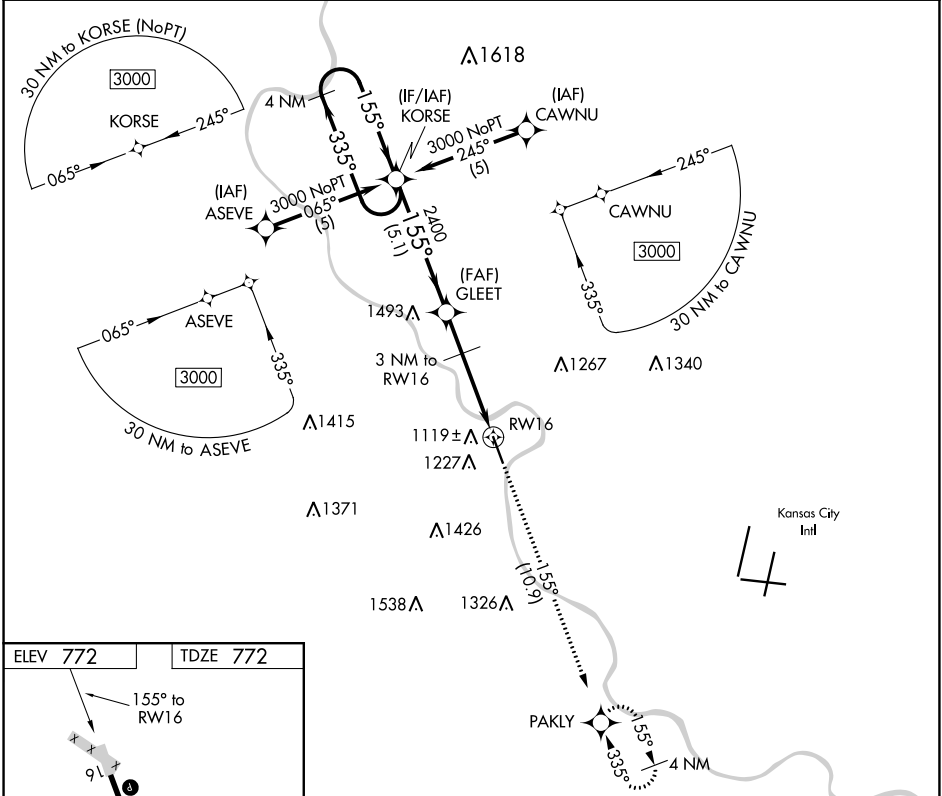 30 NM to KORSE (NoPT)
3000
KORSE
065°
245°
1618
4 NM
155°
335°
(IF/IAF)
KORSE
(IAF)
CAWNU
3000 NoPT
245°
(5)
(IAF)
ASEVE
3000 NoPT
065°
(5)
2400
155°
(5.1)
(FAF)
GLEET
245°
CAWNU
3000
335°
30 NM to CAWNU
065°
ASEVE
335°
3000
30 NM to ASEVE
1493
3 NM to
RW16
1267
1340
1415
1119±
RW16
1227
1371
1426
Kansas City
Intl
155°
(10.9)
1538
1326
PAKLY
155°
335°
4 NM
ELEV 772
TDZE 772
155° to
RW16
X X X
16
P